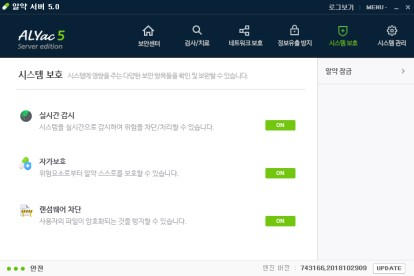 알약 서버 5.0
로그보기 | MENU
ALYac 5
Server edition
보안센터
검사/치료
네트워크 보호
정보유출 방지
시스템 보호
시스템 관리
시스템 보호 시스템에 영향을 주는 다양한 보안 항목들을 확인 및 보완할 수 있습니다.
알약 잠금 >
실시간 감시
시스템을 실시간으로 감시하여 위험을 차단/처리할 수 있습니다.
ON
자가보호
위험요소로부터 알약 스스로를 보호할 수 있습니다.
ON
랜섬웨어 차단
사용자의 파일이 암호화되는 것을 방지할 수 있습니다.
ON
안전
엔진 버전 : 743166,2018102909 UPDATE